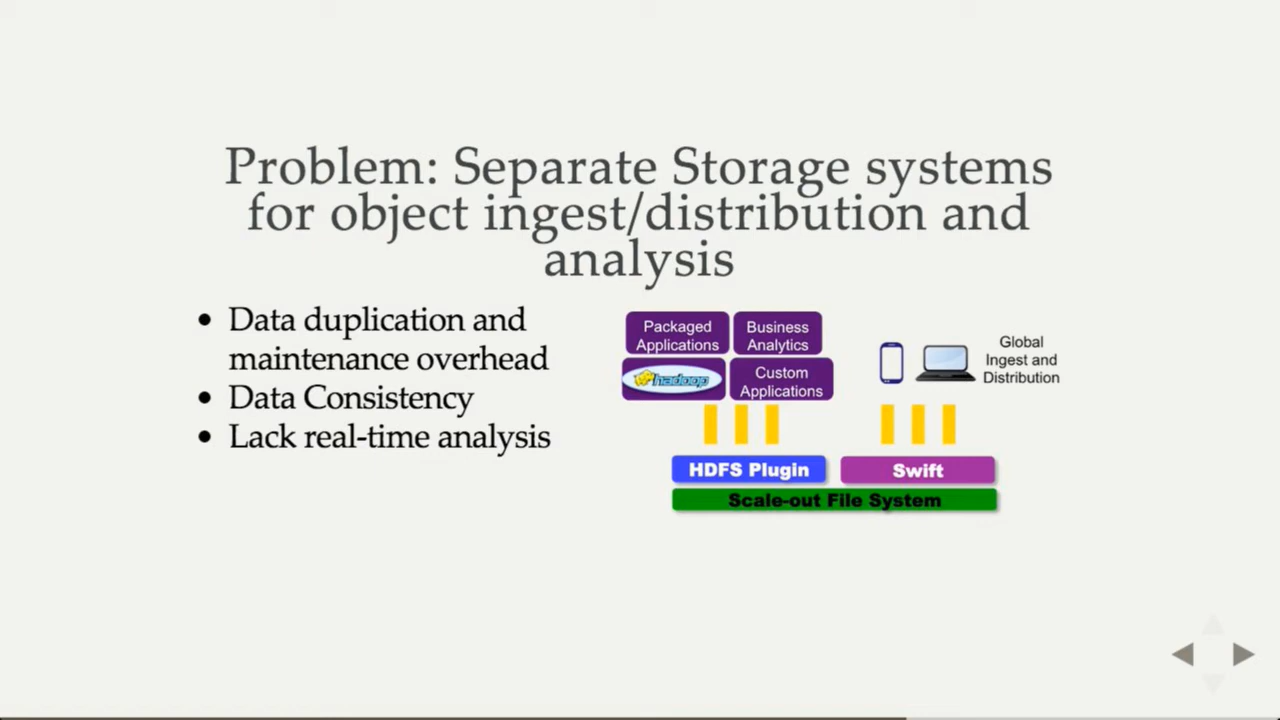 Problem: Separate Storage systems
for object ingest/distribution and
analysis
• Data duplication and
maintenance overhead
• Data Consistency
• Lack real-time analysis
Packaged
Applications
Business
Analytics
hadoop
Custom
Applications
Global
Ingest and
Distribution
HDFS Plugin
Swift
Scale-out File System